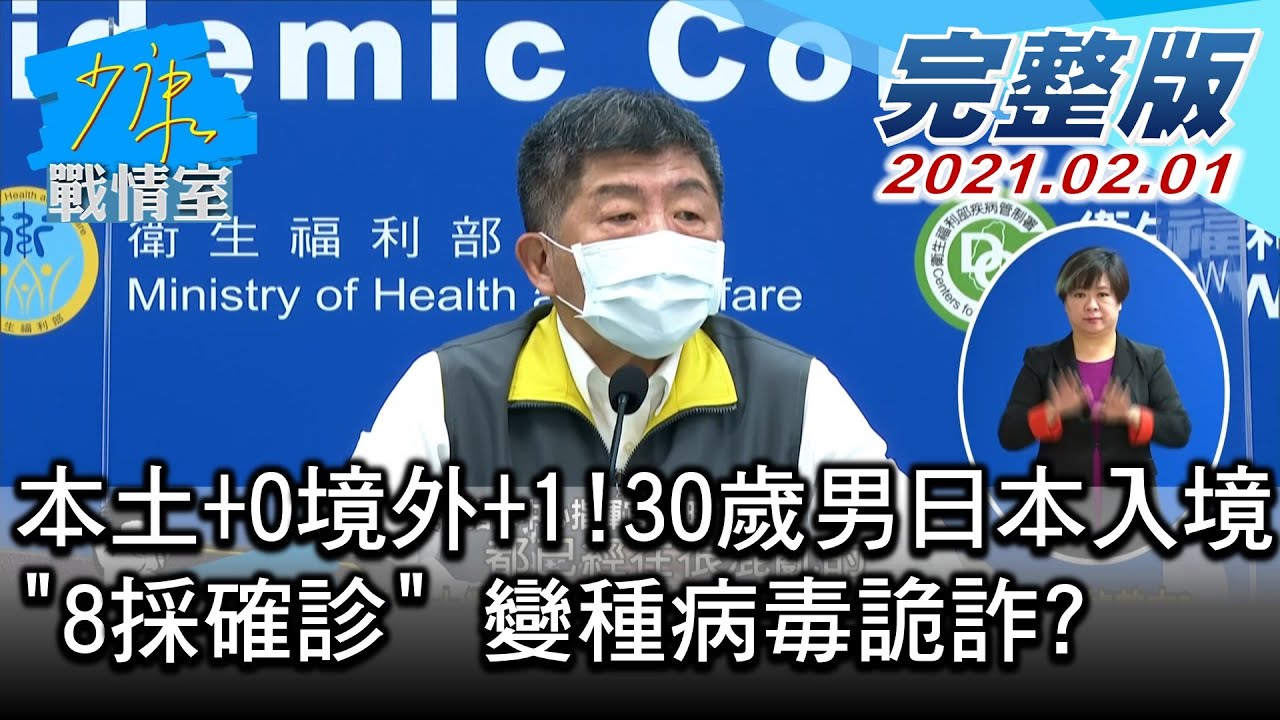 idemic Co
少康
戰情室
完整版
2021.02.01
衛生福利部
Ministry of Health a
fare
本土+0境外+1!30歲男日本入境
"8採確診" 變種病毒詭詐?